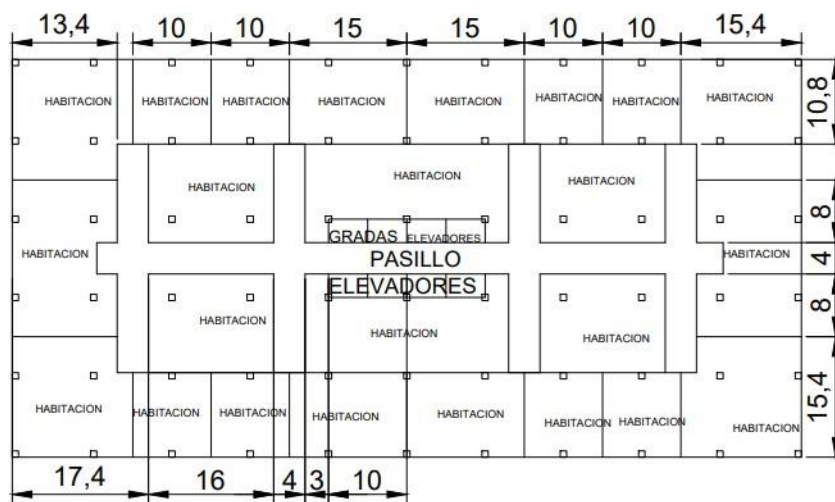 13,4 10 10 15 15 10 10 15,4
HABITACION HABITACION HABITACION HABITACION HABITACION HABITACION HABITACION HABITACION
10,8
HABITACION HABITACION HABITACION
8
GRADAS ELEVADORES
HABITACION PASILLO HABITACION
4
ELEVADORES
8
HABITACION HABITACION HABITACION
15,4
HABITACION HABITACION HABITACION HABITACION HABITACION HABITACION HABITACION HABITACION
17,4 16 4 3 10